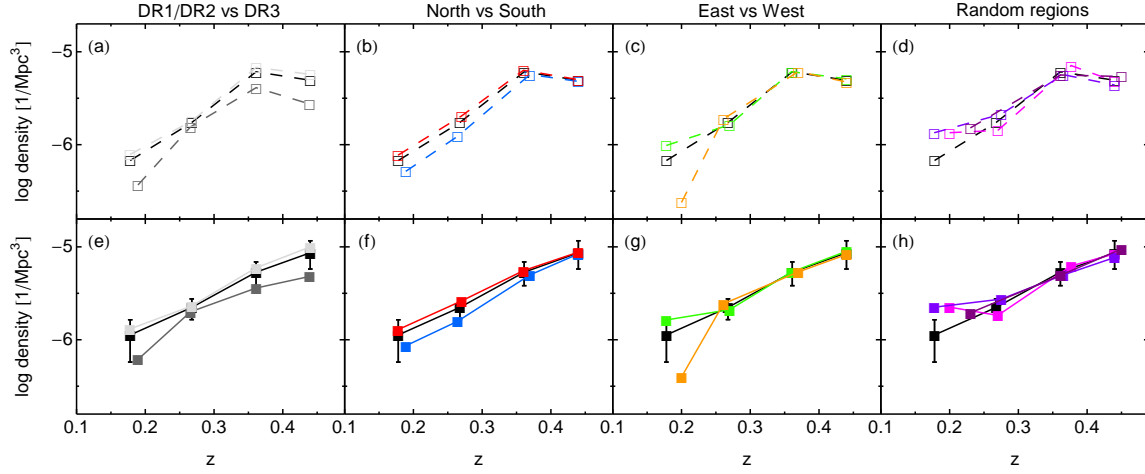 DR1/DR2 vs DR3 North vs South East vs West Random regions
(a) (b) (c) (d)
−5
−6
log density [1/Mpc³]
(e) (f) (g) (h)
−5
−6
log density [1/Mpc³]
0.1 0.2 0.3 0.4 0.1 0.2 0.3 0.4 0.1 0.2 0.3 0.4 0.1 0.2 0.3 0.4
z z z z